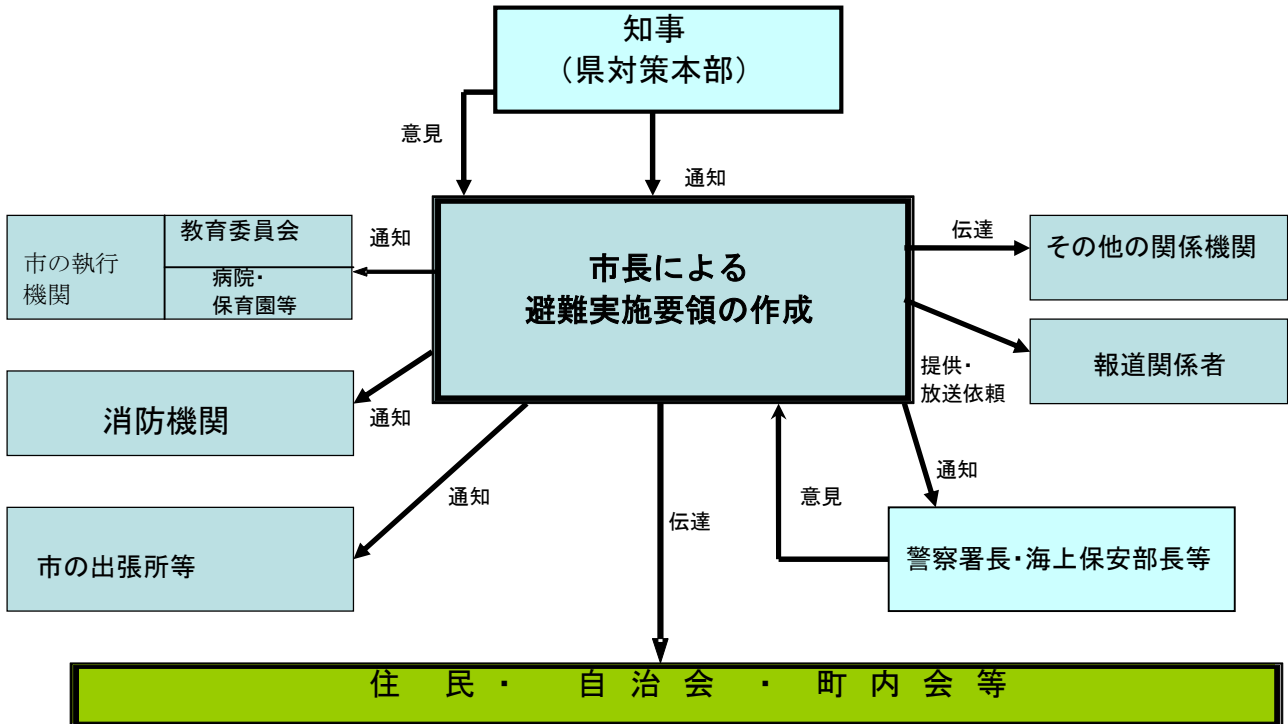 知事
（県対策本部）
意見
通知
市の執行
機関
教育委員会
病院・
保育園等
通知
市長による
避難実施要領の作成
伝達
その他の関係機関
報道関係者
提供・
放送依頼
消防機関
通知
通知
意見
通知
伝達
市の出張所等
警察署長・海上保安部長等
住　民・　自治会　・　町内会等